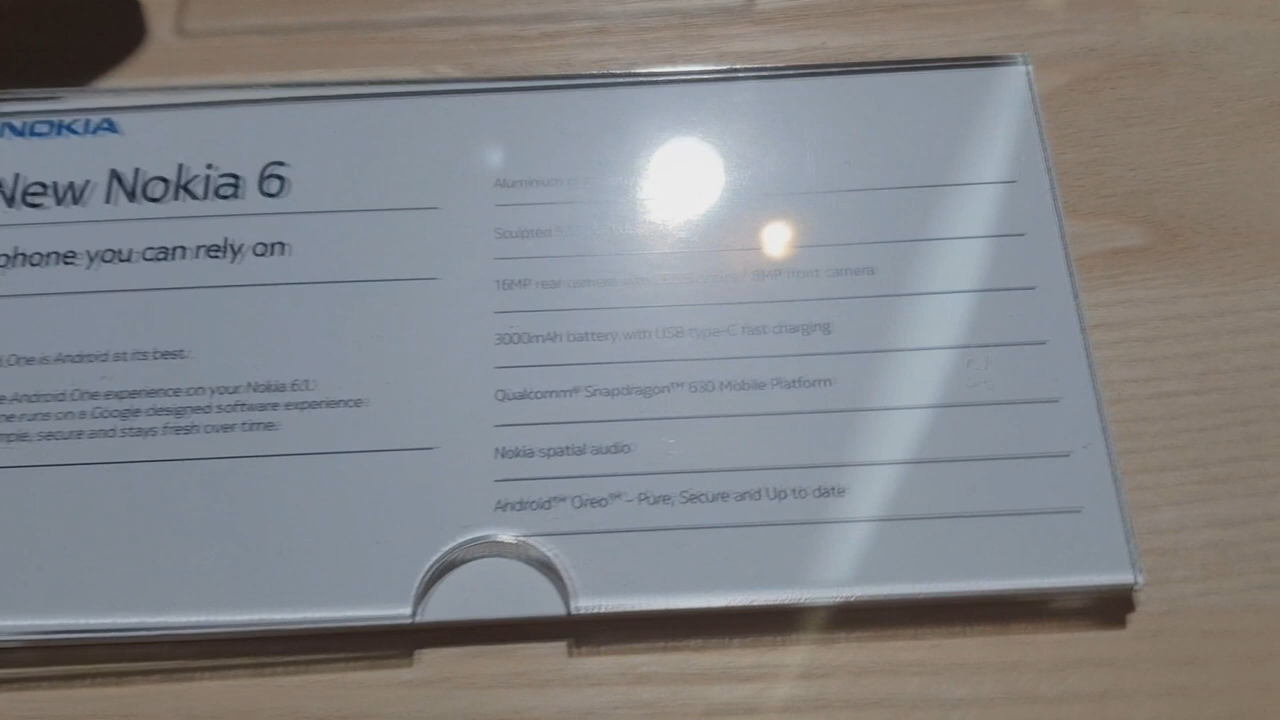 NOKIA
New Nokia 6
phone you can rely on
One is Android at its best.
Android One experience on your Nokia 6.1.
runs on a Google designed software experience
secure and stays fresh over time.
Aluminium
Sculpted
16MP rear camera 8MP front camera
3000mAh battery with USB type-C fast charging
Qualcomm® Snapdragon™ 630 Mobile Platform
Nokia spatial audio
Android™ Oreo™ – Pure, Secure and Up to date